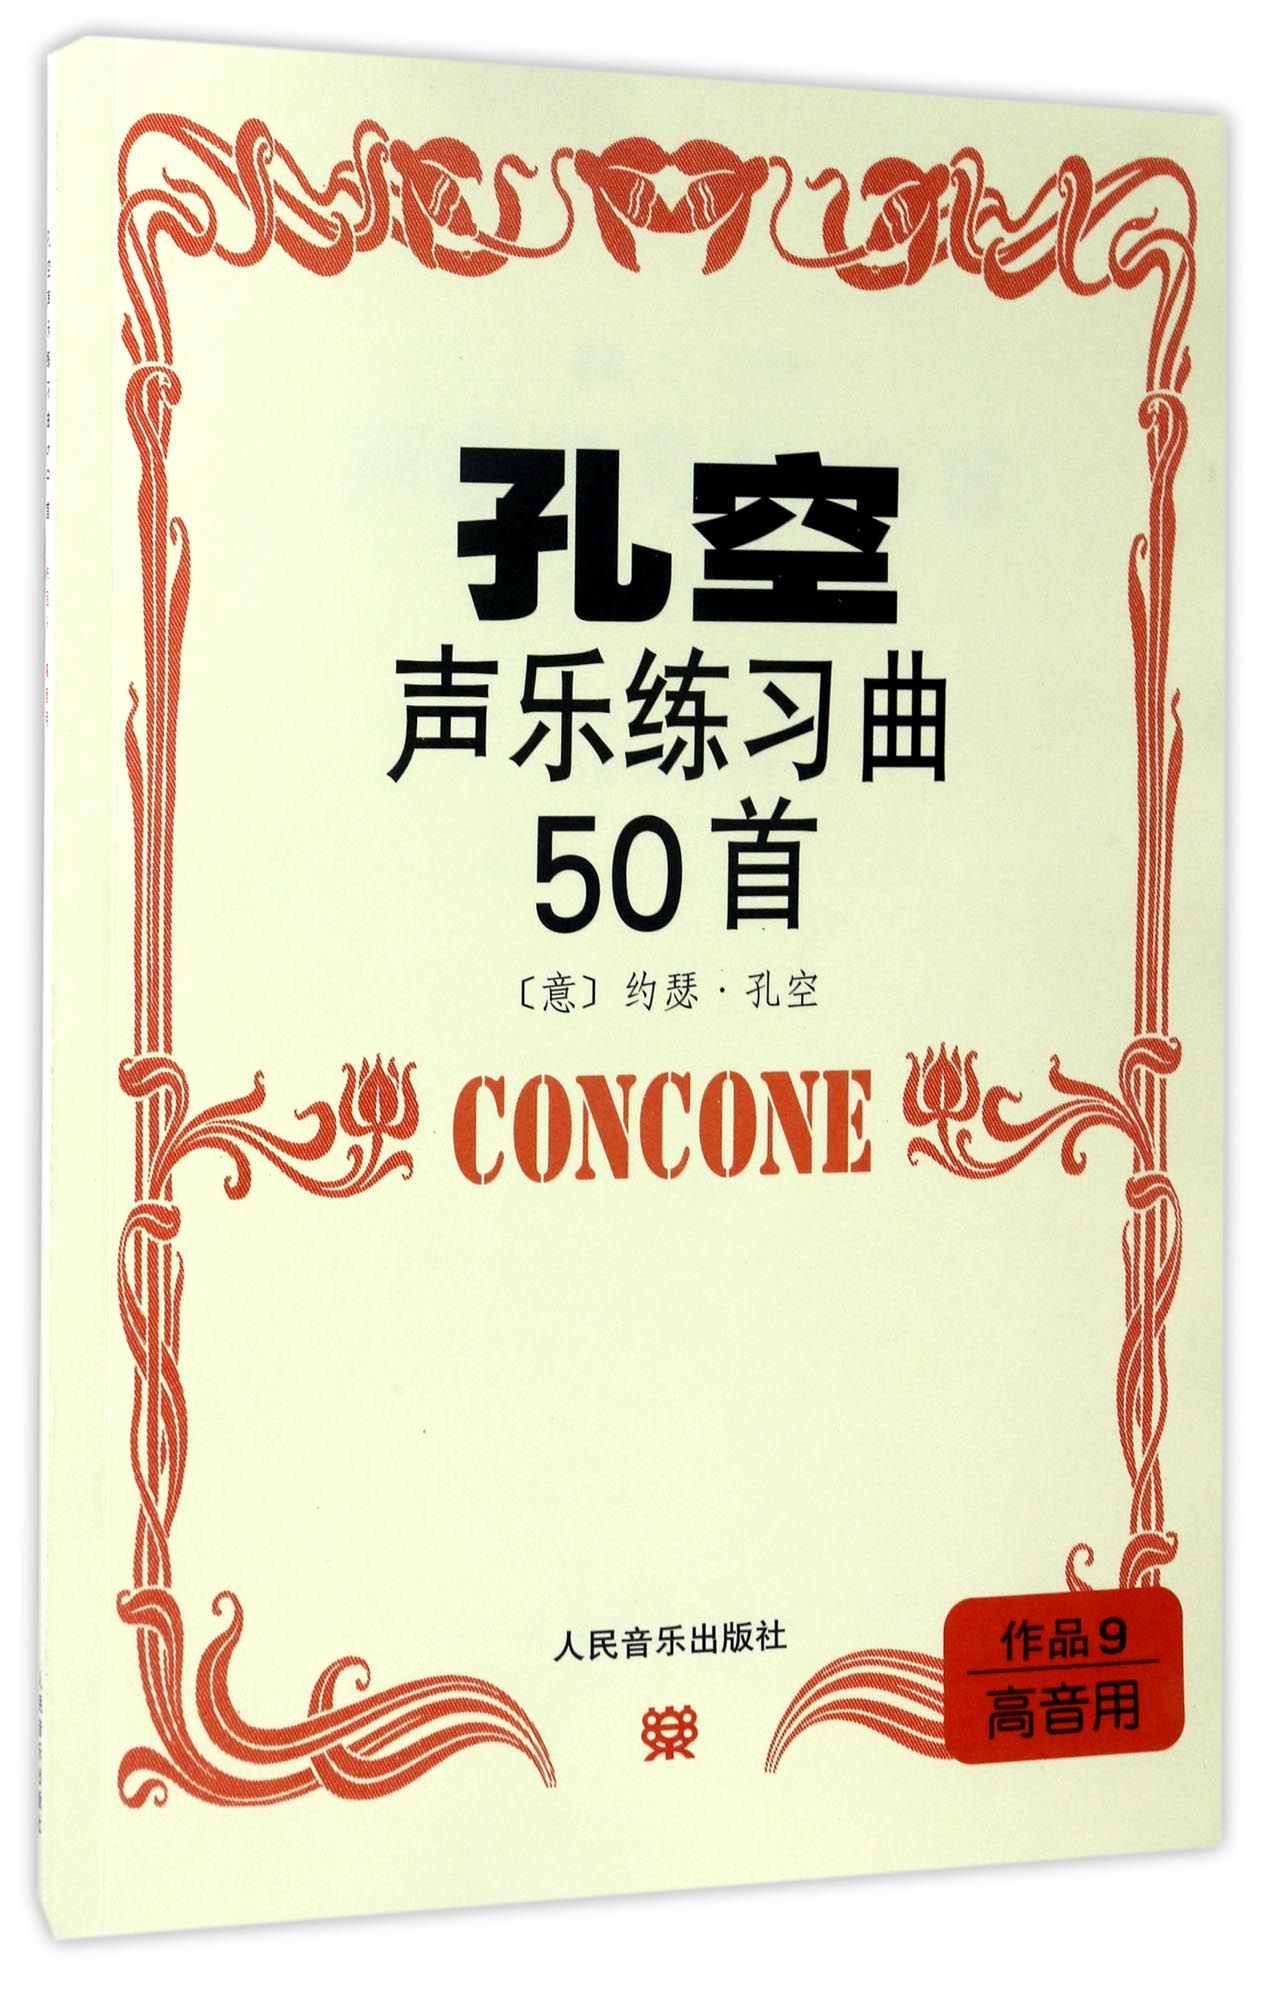 孔空
声乐练习曲
50首
〔意〕约瑟·孔空
CONCONE
人民音乐出版社
作品9
高音用